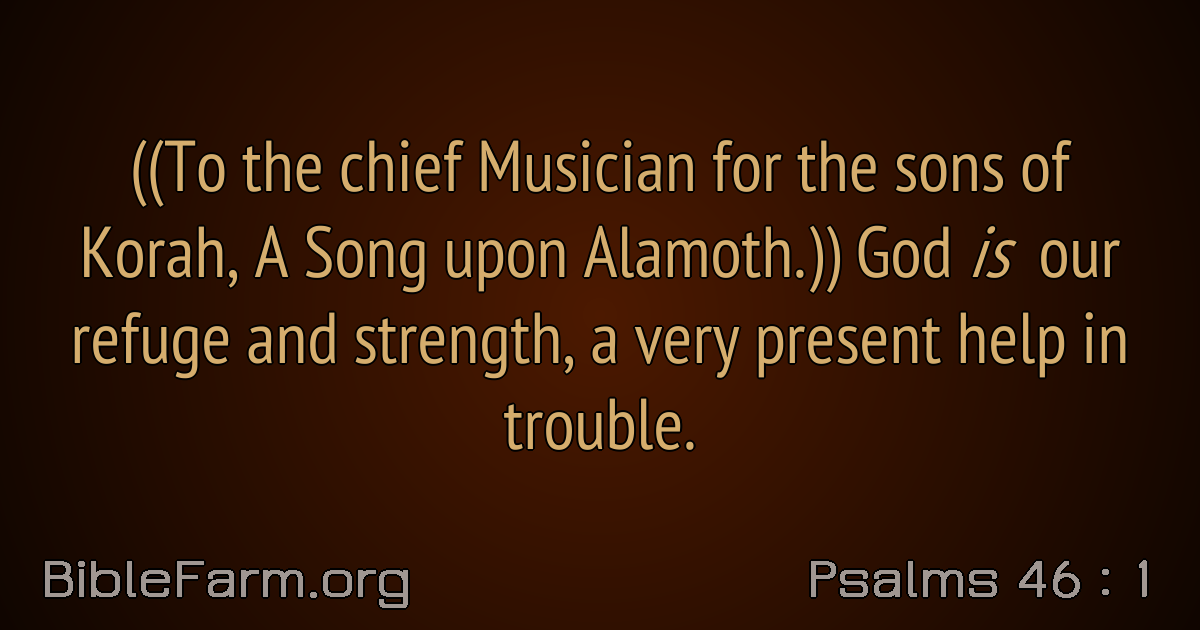 ((To the chief Musician for the sons of
Korah, A Song upon Alamoth.)) God is our
refuge and strength, a very present help in
trouble.
BibleFarm.org
Psalms 46 : 1